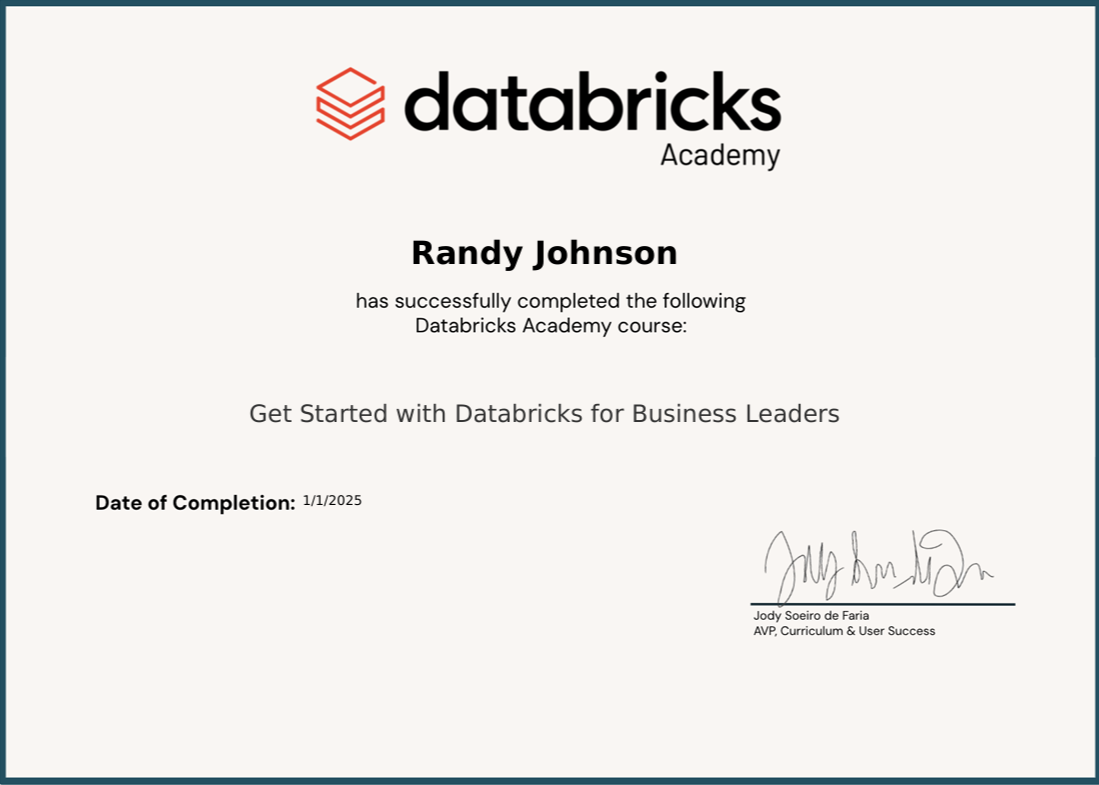 databricks
Academy
Randy Johnson
has successfully completed the following
Databricks Academy course:
Get Started with Databricks for Business Leaders
Date of Completion: 1/1/2025
Jody Soeiro de Faria
AVP, Curriculum & User Success